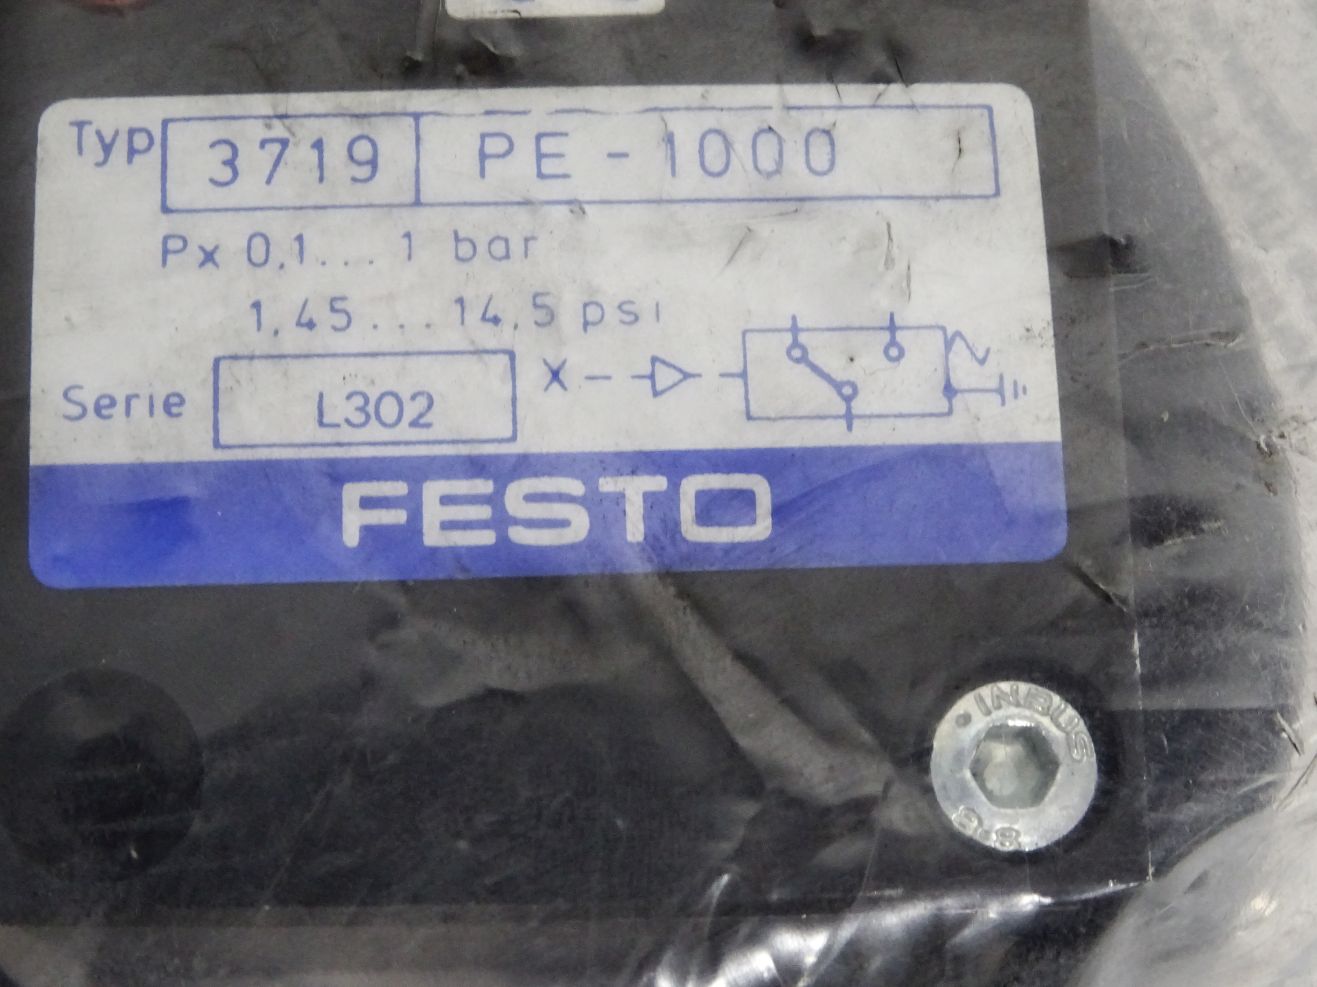 Typ 3719 PE-1000
Px 0,1...1 bar
1,45...14,5 psi
Serie L302 X
FESTO
INBUS
8.8